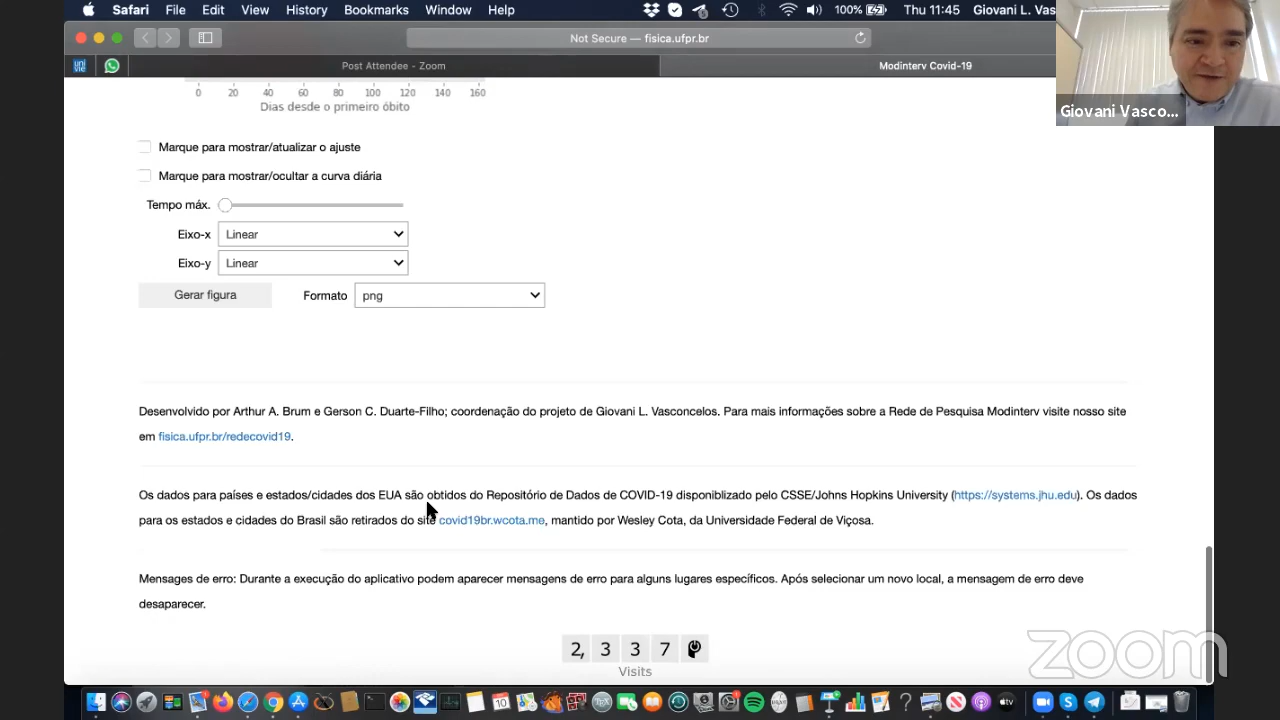 Safari File Edit View History Bookmarks Window Help 100% Thu 11:45 Giovani L. Vas
Not Secure — fisica.ufpr.br
Post Attendee - Zoom Modinterv Covid-19
Giovani Vasco...
0 20 40 60 80 100 120 140 160
Dias desde o primeiro óbito
Marque para mostrar/atualizar o ajuste
Marque para mostrar/ocultar a curva diária
Tempo máx.
Eixo-x Linear
Eixo-y Linear
Gerar figura Formato png
Desenvolvido por Arthur A. Brum e Gerson C. Duarte-Filho; coordenação do projeto de Giovani L. Vasconcelos. Para mais informações sobre a Rede de Pesquisa Modinterv visite nosso site
em fisica.ufpr.br/redecovid19.
Os dados para países e estados/cidades dos EUA são obtidos do Repositório de Dados de COVID-19 disponiblizado pelo CSSE/Johns Hopkins University (https://systems.jhu.edu). Os dados
para os estados e cidades do Brasil são retirados do site covid19br.wcota.me, mantido por Wesley Cota, da Universidade Federal de Viçosa.
Mensages de erro: Durante a execução do aplicativo podem aparecer mensagens de erro para alguns lugares específicos. Após selecionar um novo local, a mensagem de erro deve
desaparecer.
2,337
Visits
zoom